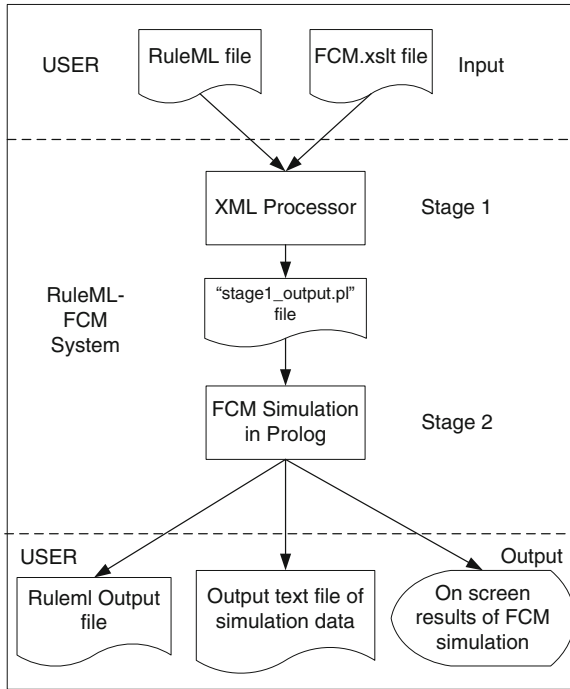 USER
RuleML file
FCM.xslt file
Input
XML Processor
Stage 1
RuleML-
FCM
System
“stage1_output.pl”
file
FCM Simulation
in Prolog
Stage 2
USER
Output
Ruleml Output
file
Output text file of
simulation data
On screen
results of FCM
simulation